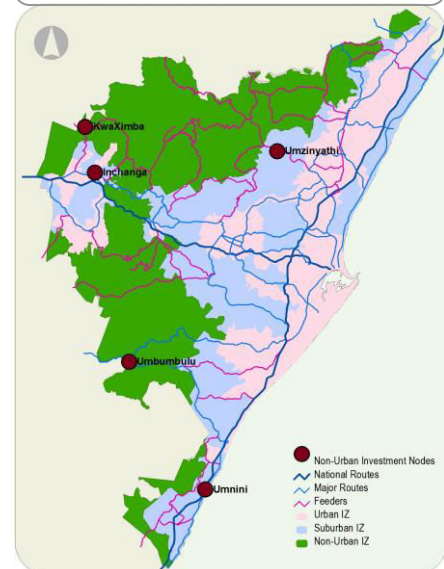 KwaXimba
Umzinyathi
Inchanga
Umbumbulu
Umnini
Non-Urban Investment Nodes
National Routes
Major Routes
Feeders
Urban IZ
Suburban IZ
Non-Urban IZ